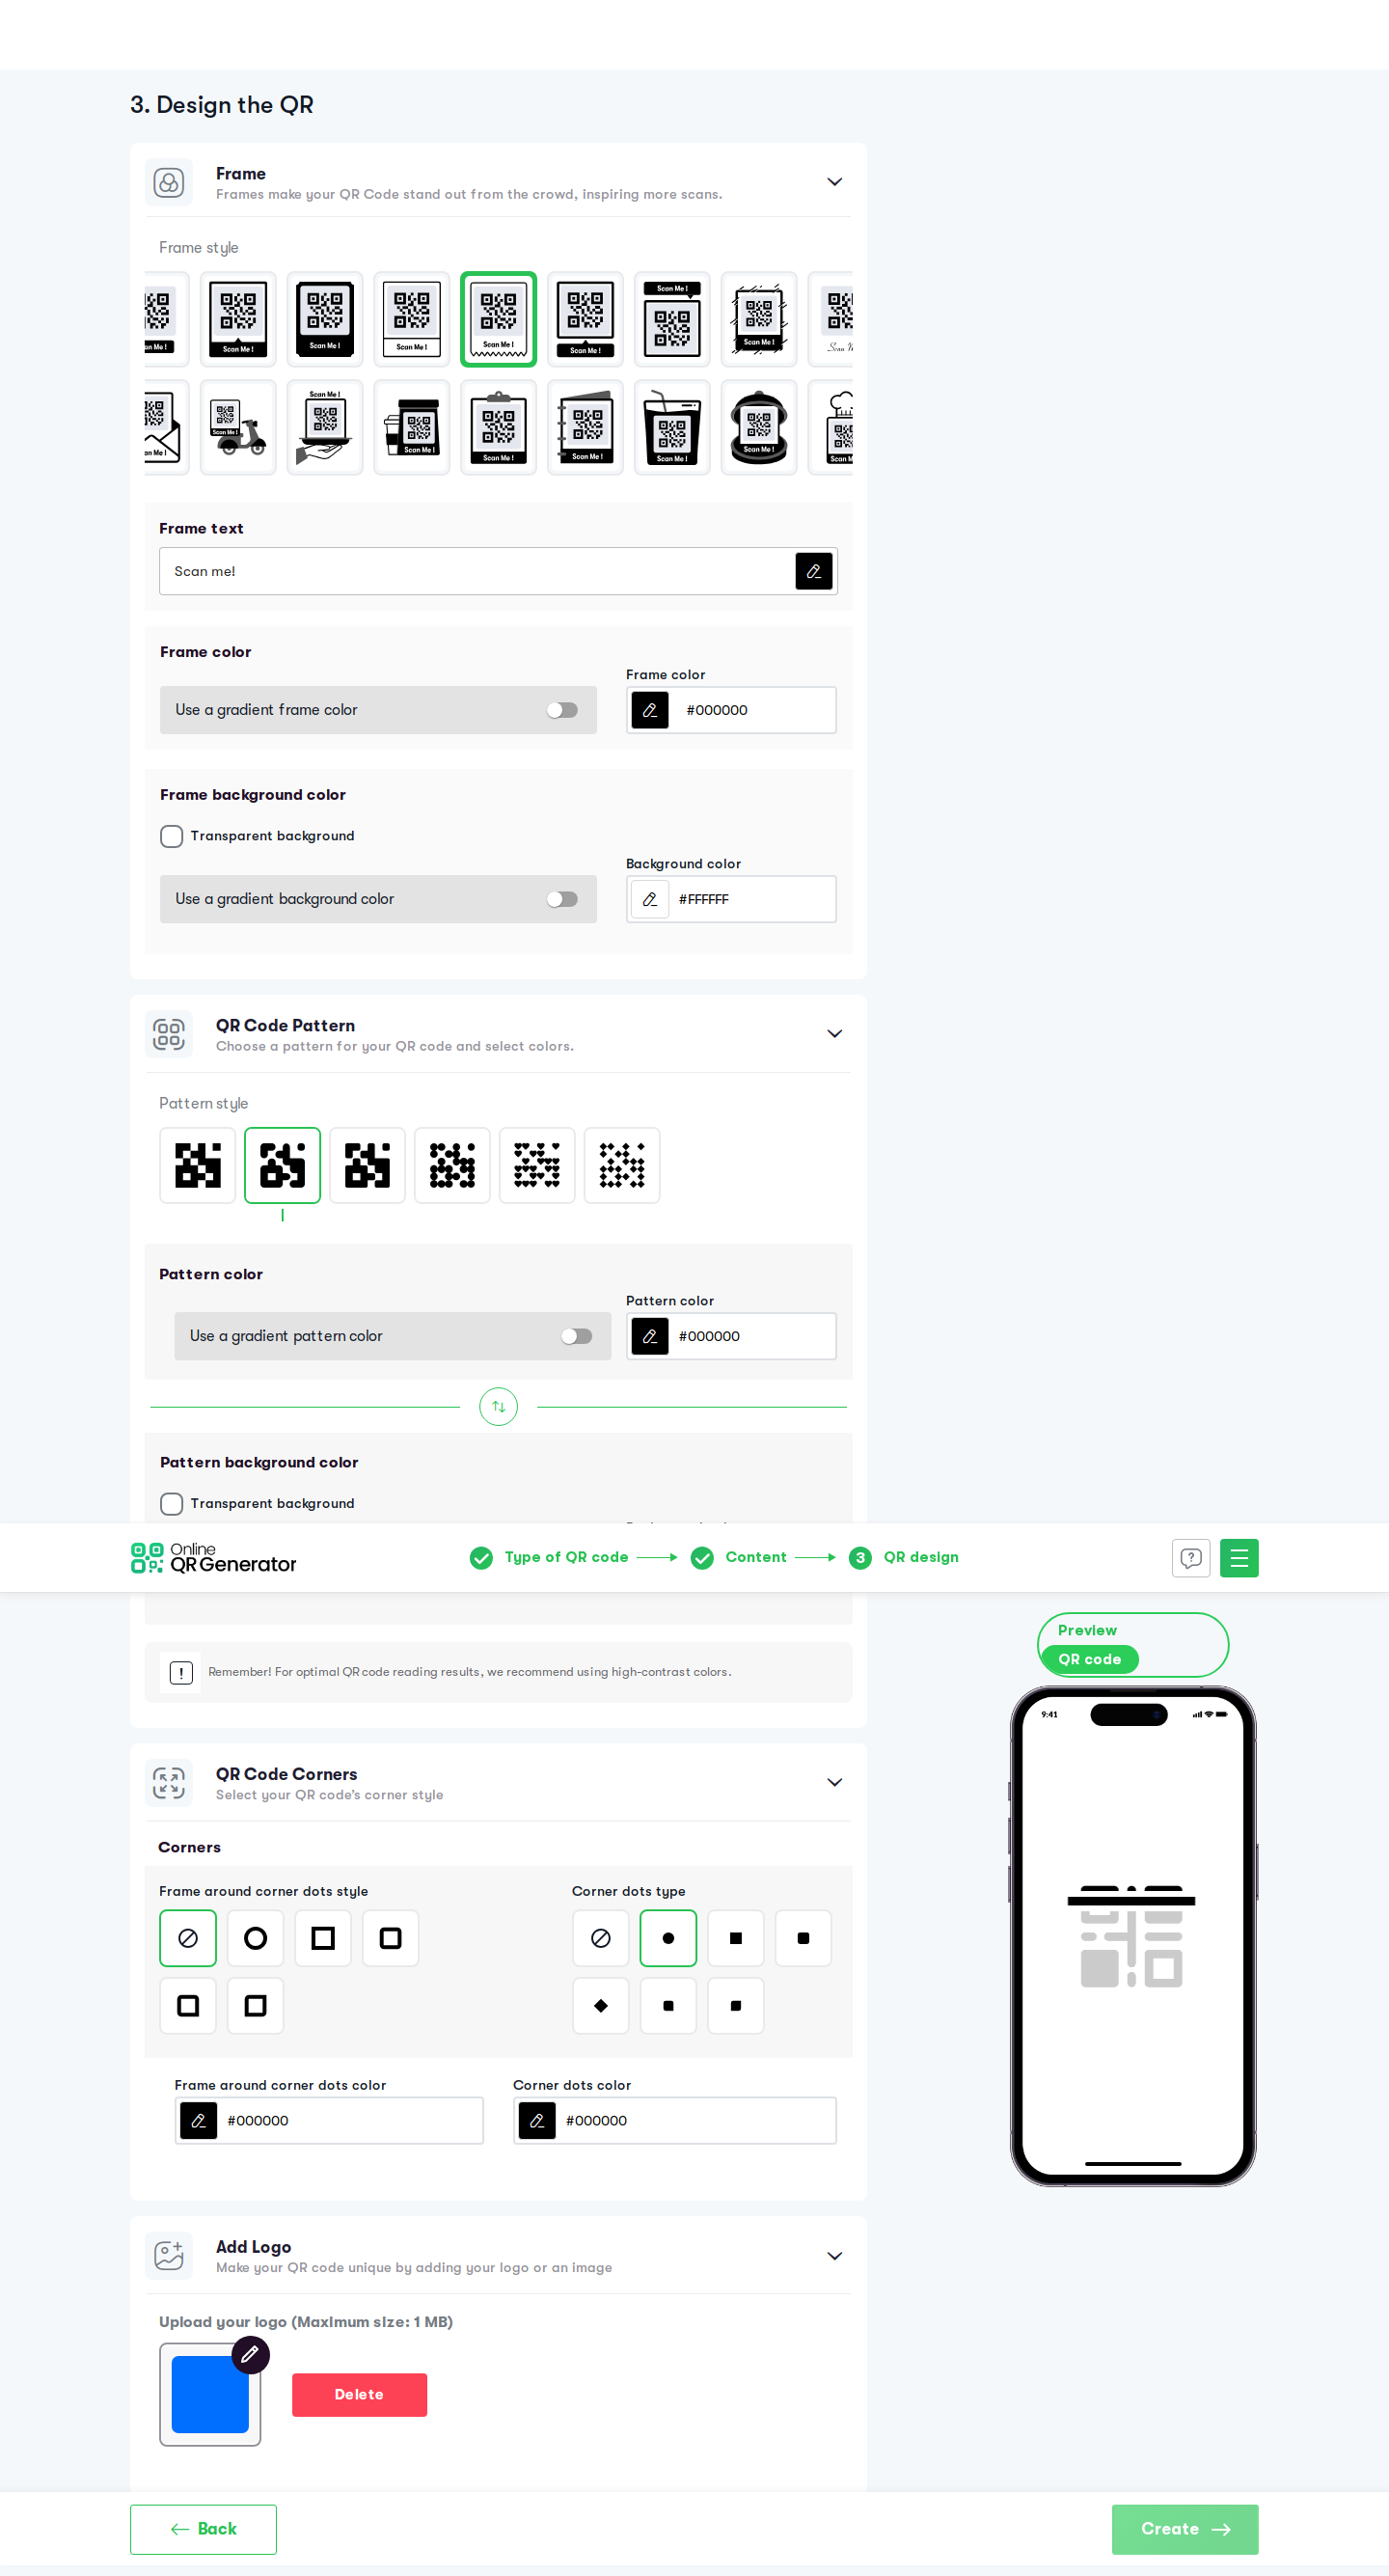 3. Design the QR
Frame
Frames make your QR Code stand out from the crowd, inspiring more scans.
Frame style
Scan Me !
an Me !
Scan Me !
Scan Me !
Scan Me !
Scan Me !
Scan Me !
Scan Me !
Scan Me !
an Me !
Scan Me !
Scan Me !
Scan Me !
Scan Me !
Scan Me !
Scan Me !
Scan Me !
Scan Me
Frame text
Scan me!
Frame color
Frame color
Use a gradient frame color
#000000
Frame background color
Transparent background
Background color
Use a gradient background color
#FFFFFF
QR Code Pattern
Choose a pattern for your QR code and select colors.
Pattern style
Pattern color
Pattern color
Use a gradient pattern color
#000000
Pattern background color
Transparent background
Online
QR Generator
Type of QR code
Content
3 QR design
Preview
QR code
! Remember! For optimal QR code reading results, we recommend using high-contrast colors.
9:41
QR Code Corners
Select your QR code’s corner style
Corners
Frame around corner dots style
Corner dots type
Frame around corner dots color
Corner dots color
#000000
#000000
Add Logo
Make your QR code unique by adding your logo or an image
Upload your logo (Maximum size: 1 MB)
Delete
Back
Create